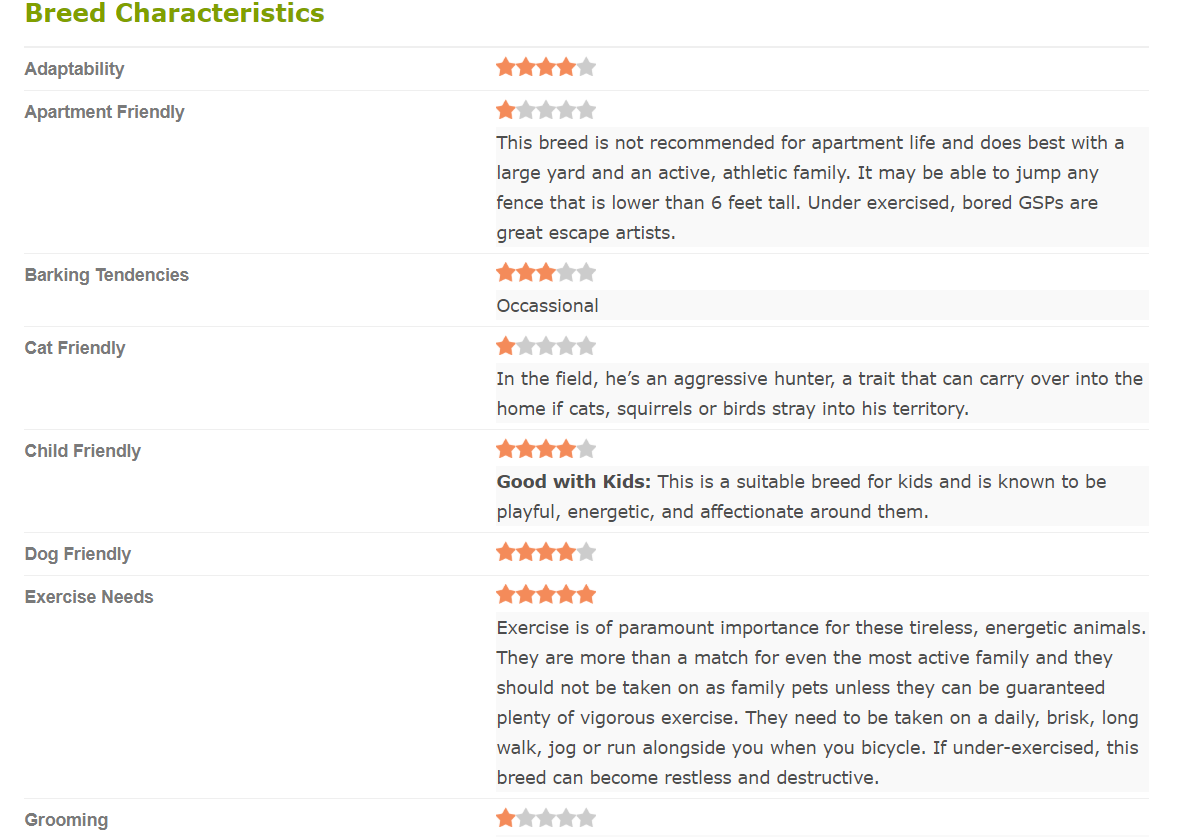 Breed Characteristics
Adaptability
Apartment Friendly
This breed is not recommended for apartment life and does best with a
large yard and an active, athletic family. It may be able to jump any
fence that is lower than 6 feet tall. Under exercised, bored GSPs are
great escape artists.
Barking Tendencies
Occassional
Cat Friendly
In the field, he’s an aggressive hunter, a trait that can carry over into the
home if cats, squirrels or birds stray into his territory.
Child Friendly
Good with Kids: This is a suitable breed for kids and is known to be
playful, energetic, and affectionate around them.
Dog Friendly
Exercise Needs
Exercise is of paramount importance for these tireless, energetic animals.
They are more than a match for even the most active family and they
should not be taken on as family pets unless they can be guaranteed
plenty of vigorous exercise. They need to be taken on a daily, brisk, long
walk, jog or run alongside you when you bicycle. If under-exercised, this
breed can become restless and destructive.
Grooming